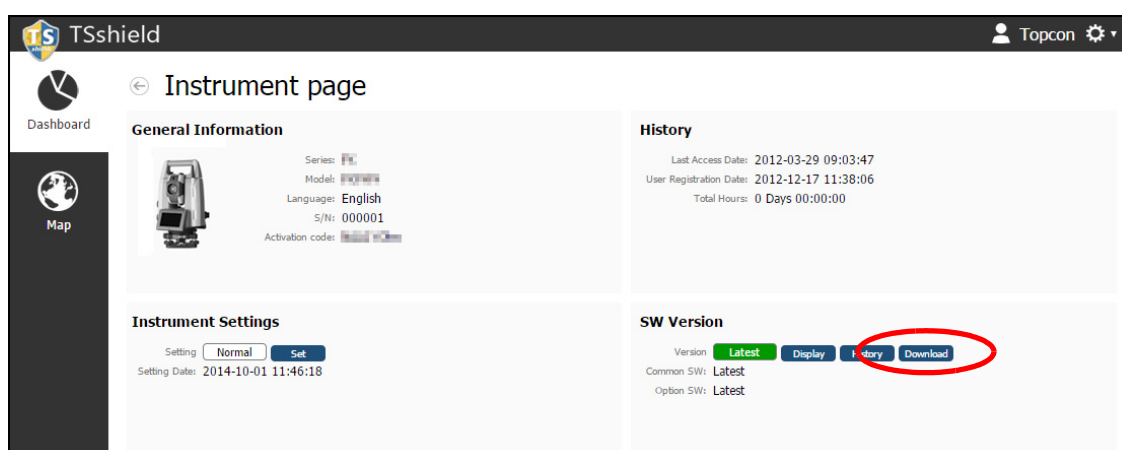 TS TSshield
Topcon
Dashboard
Map
Instrument page
General Information
Series:
Model:
Language: English
S/N: 000001
Activation code:
History
Last Access Date: 2012-03-29 09:03:47
User Registration Date: 2012-12-17 11:38:06
Total Hours: 0 Days 00:00:00
Instrument Settings
Setting Normal Set
Setting Date: 2014-10-01 11:46:18
SW Version
Version Latest Display History Download
Common SW: Latest
Option SW: Latest